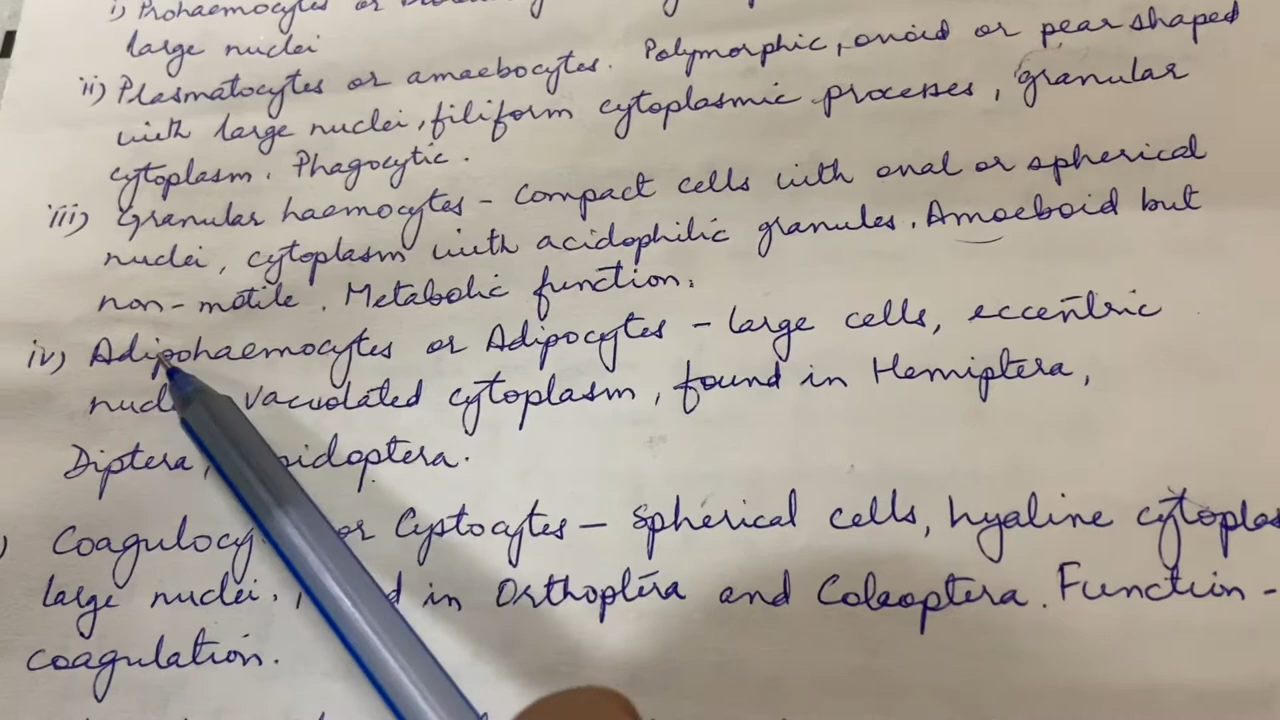 i) Prohaemocytes or
large nuclei
ii) Plasmatocytes or amaebocytes. Polymorphic, ovoid or pear shaped
with large nuclei, filiform cytoplasmic processes, granular
cytoplasm. Phagocytic.
iii) Granular haemocytes - Compact cells with oval or spherical
nuclei, cytoplasm with acidophilic granules. Amoeboid but
non-motile. Metabolic function.
iv) Adipohaemocytes or Adipocytes - large cells, eccentric
vacuolated cytoplasm, found in Hemiptera,
Diptera,
) or Cystocytes - Spherical cells, hyaline
large nuclei. in Orthoptera and Coleoptera. Function -
coagulation.